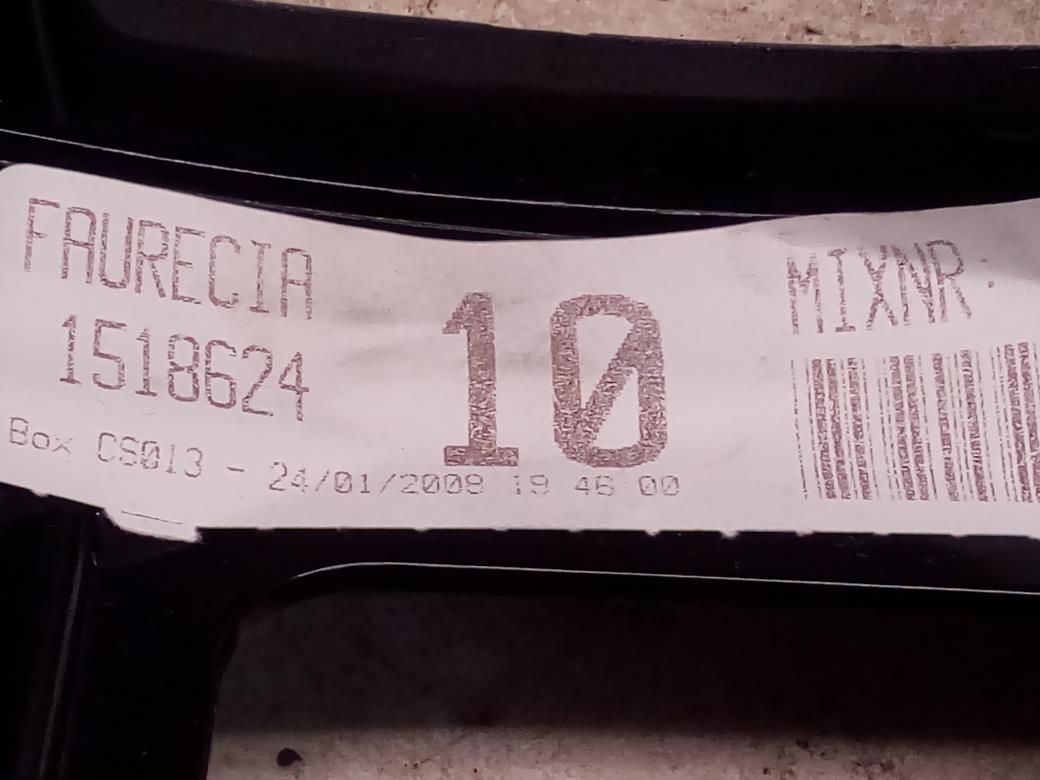 FAURECIA
1518624
Box CS013 - 24/01/2008 19 46 00
10
MIXNR.